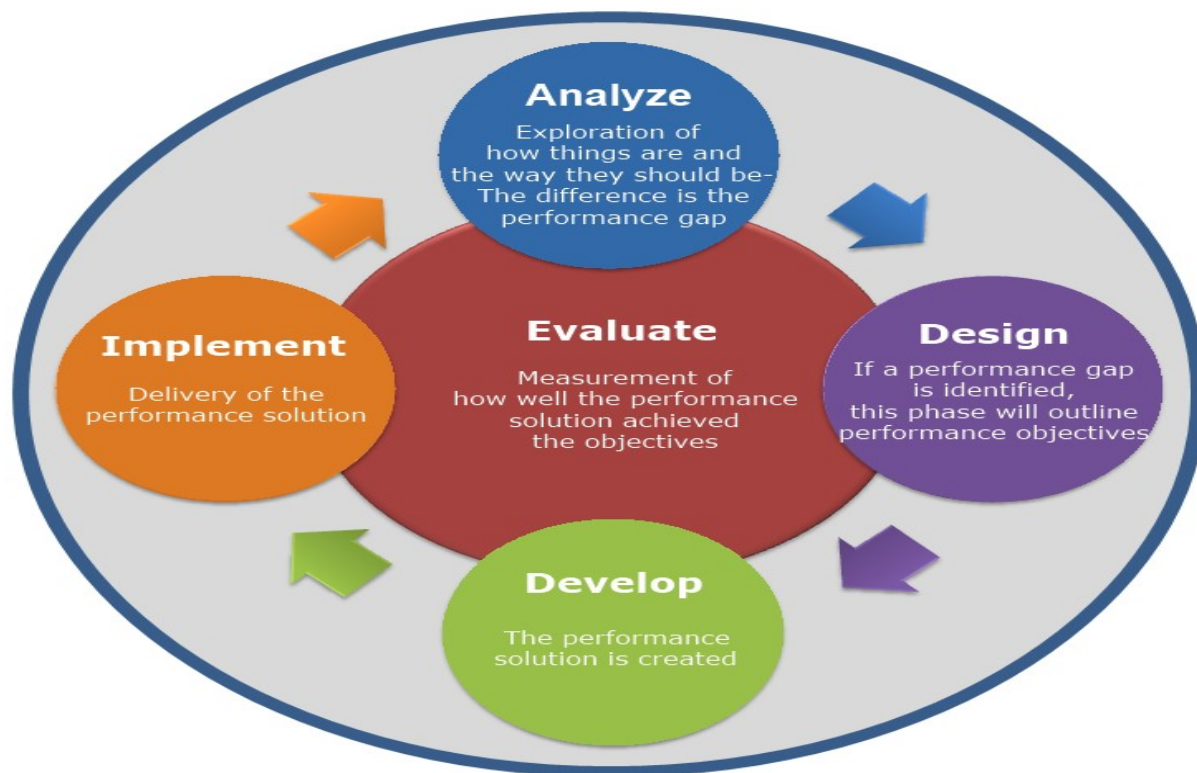 Analyze
Exploration of
how things are and
the way they should be-
The difference is the
performance gap
Implement
Delivery of the
performance solution
Evaluate
Measurement of
how well the performance
solution achieved
the objectives
Design
If a performance gap
is identified,
this phase will outline
performance objectives
Develop
The performance
solution is created